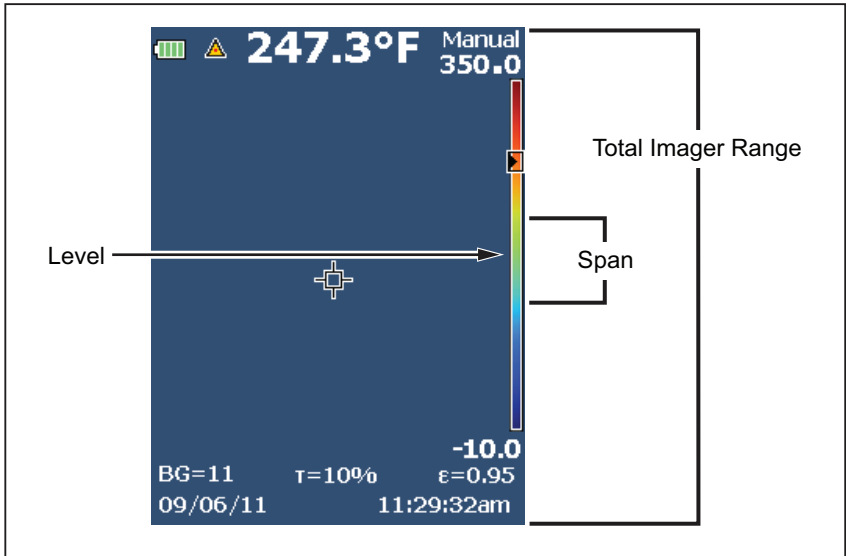 247.3°F Manual
350.0
Total Imager Range
Level
Span
-10.0
BG=11 τ=10% ε=0.95
09/06/11 11:29:32am